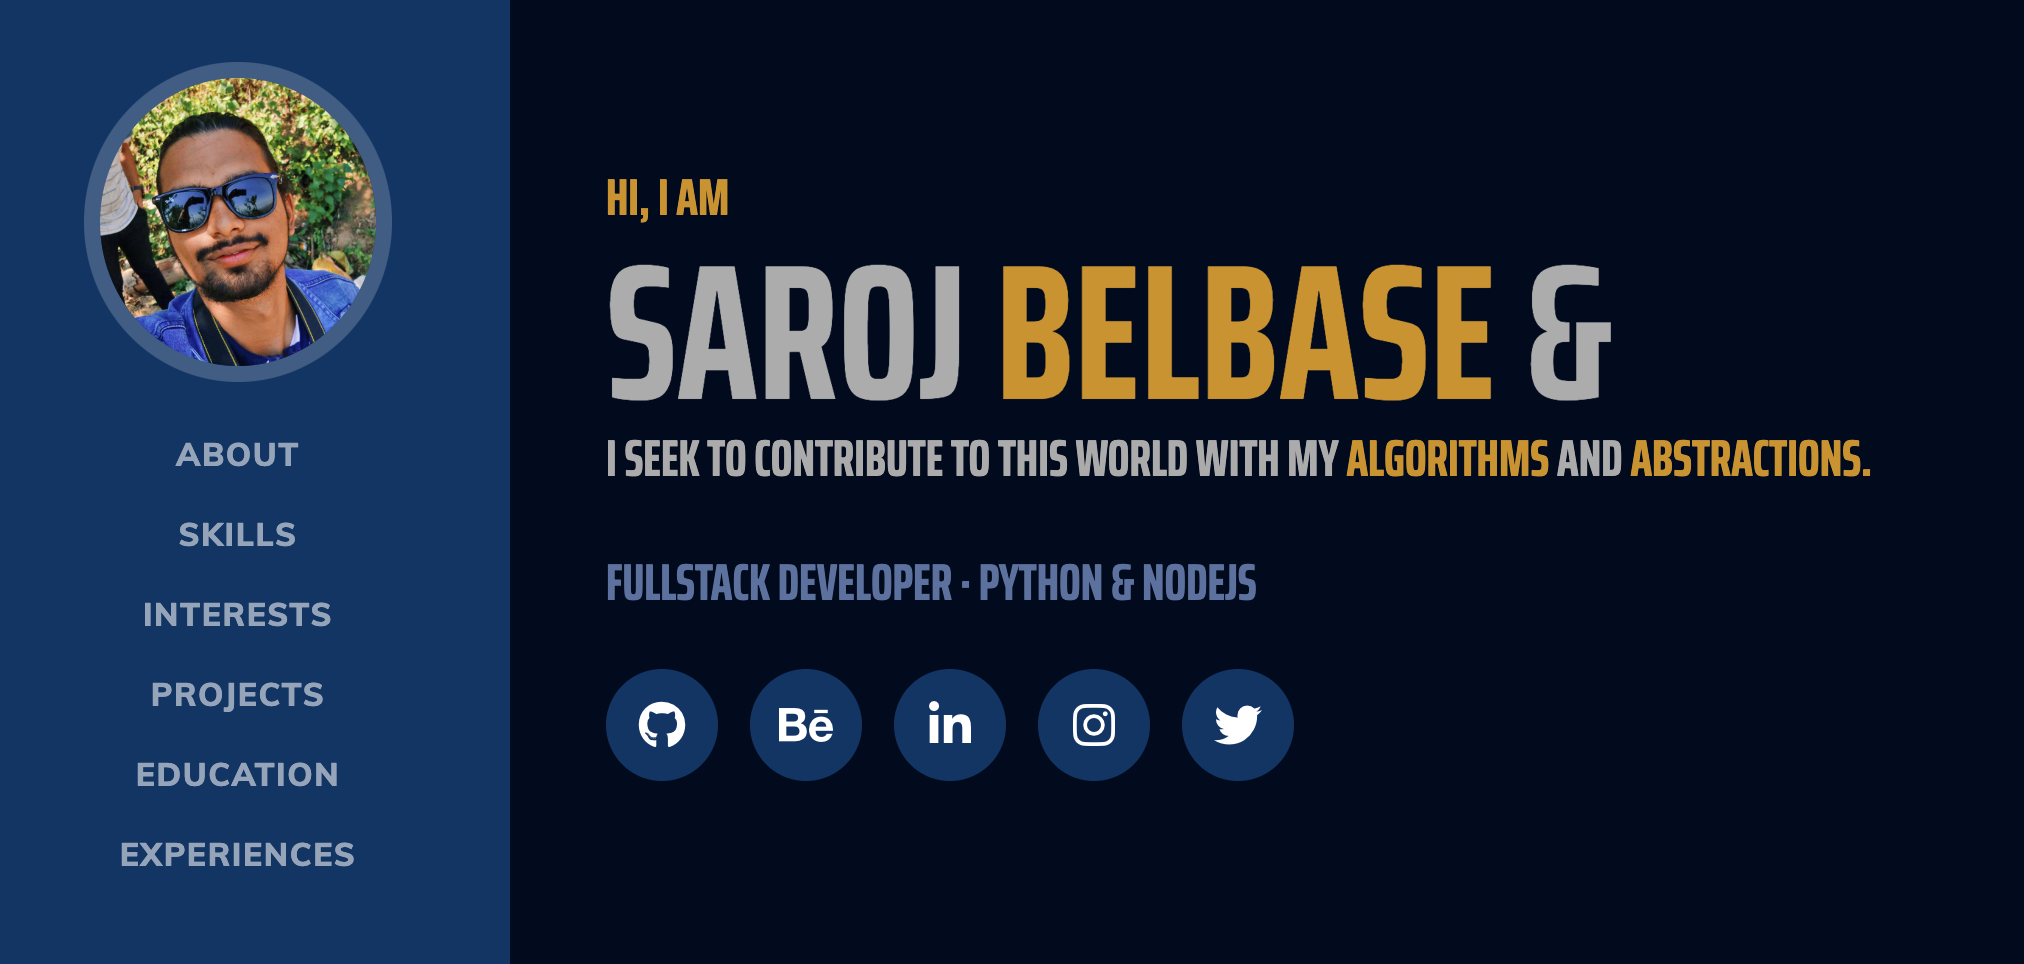 ABOUT
SKILLS
INTERESTS
PROJECTS
EDUCATION
EXPERIENCES
HI, I AM
SAROJ BELBASE &
I SEEK TO CONTRIBUTE TO THIS WORLD WITH MY ALGORITHMS AND ABSTRACTIONS.
FULLSTACK DEVELOPER · PYTHON & NODEJS
Bē in